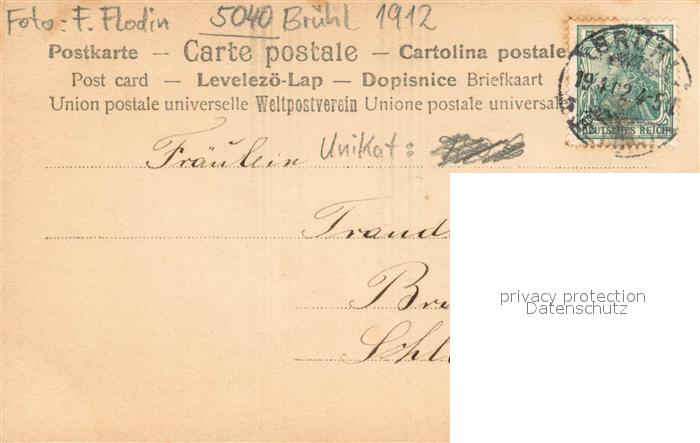 Foto: F. Flodin 5040 Brühl 1912
Postkarte — Carte postale — Cartolina postale
Post card — Levelezö-Lap — Dopisnice Briefkaart
Union postale universelle Weltpostverein Unione postale universale
DEUTSCHES REICH
Fräulein Unikat:
privacy protection
Datenschutz